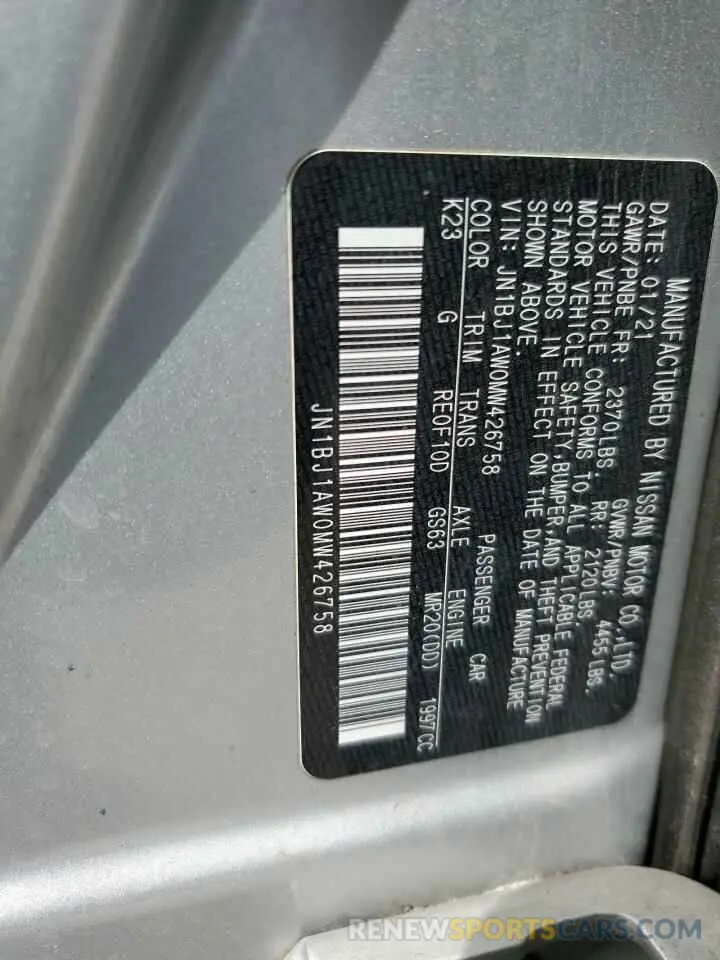 MANUFACTURED BY NISSAN MOTOR CO.,LTD.
DATE: 01/21 GVWR/PNBV: 4455 LBS.
GAWR/PNBE FR: 2370 LBS. RR: 2120 LBS.
THIS VEHICLE CONFORMS TO ALL APPLICABLE FEDERAL
MOTOR VEHICLE SAFETY, BUMPER, AND THEFT PREVENTION
STANDARDS IN EFFECT ON THE DATE OF MANUFACTURE
SHOWN ABOVE.
VIN: JN1BJ1AW0MW426758 PASSENGER CAR
COLOR TRIM TRANS AXLE ENGINE
K23 G RE0F10D GS63 MR20(DD) 1997CC
JN1BJ1AW0MW426758
RENEWSPORTSCARS.COM